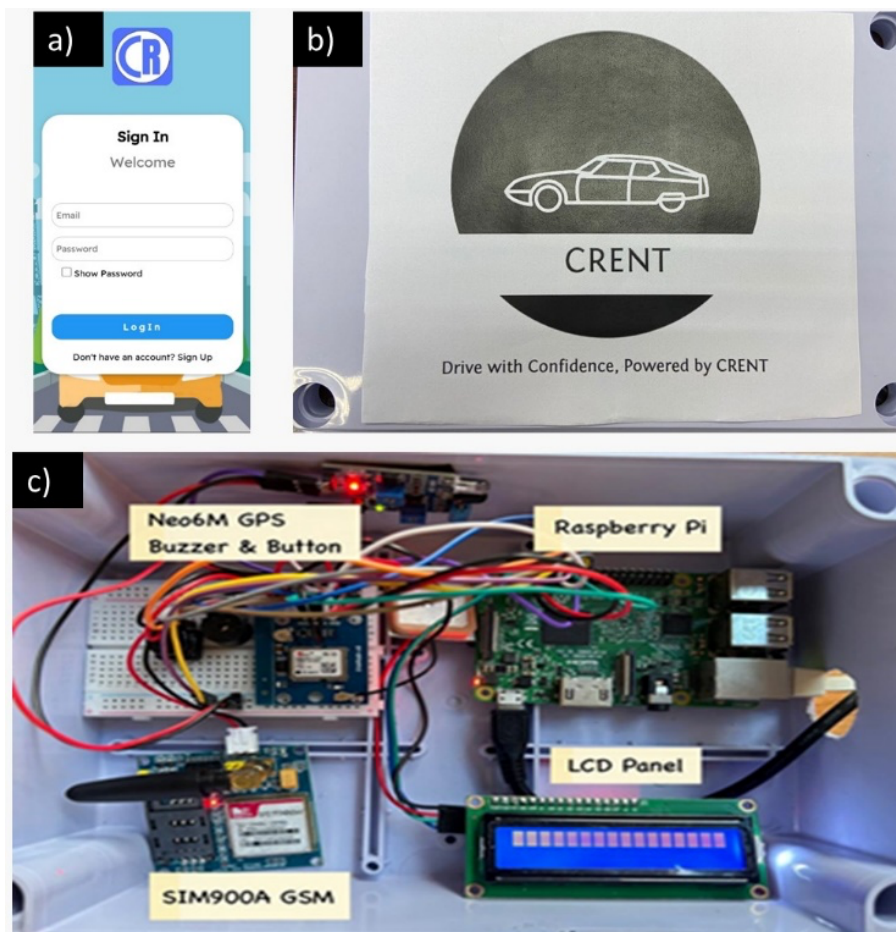 a)
CR
Sign In
Welcome
Email
Password
Show Password
LogIn
Don't have an account? Sign Up
b)
CRENT
Drive with Confidence, Powered by CRENT
c)
Neo6M GPS
Buzzer & Button
Raspberry Pi
LCD Panel
SIM900A GSM